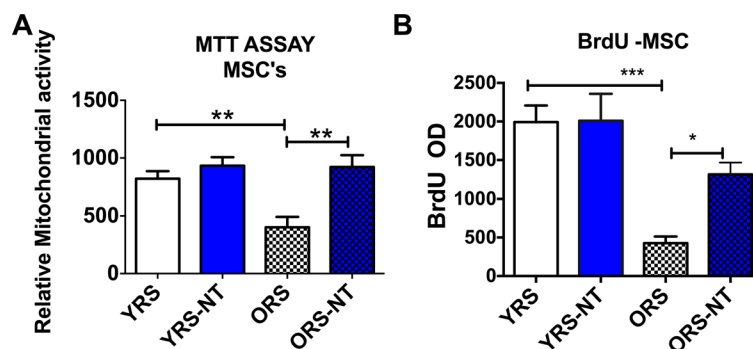 A
MTT ASSAY
MSC's
Relative Mitochondrial activity
1500
1000
500
0
**
**
YRS
YRS-NT
ORS
ORS-NT
B
BrdU -MSC
BrdU OD
2500
2000
1500
1000
500
0
***
*
YRS
YRS-NT
ORS
ORS-NT